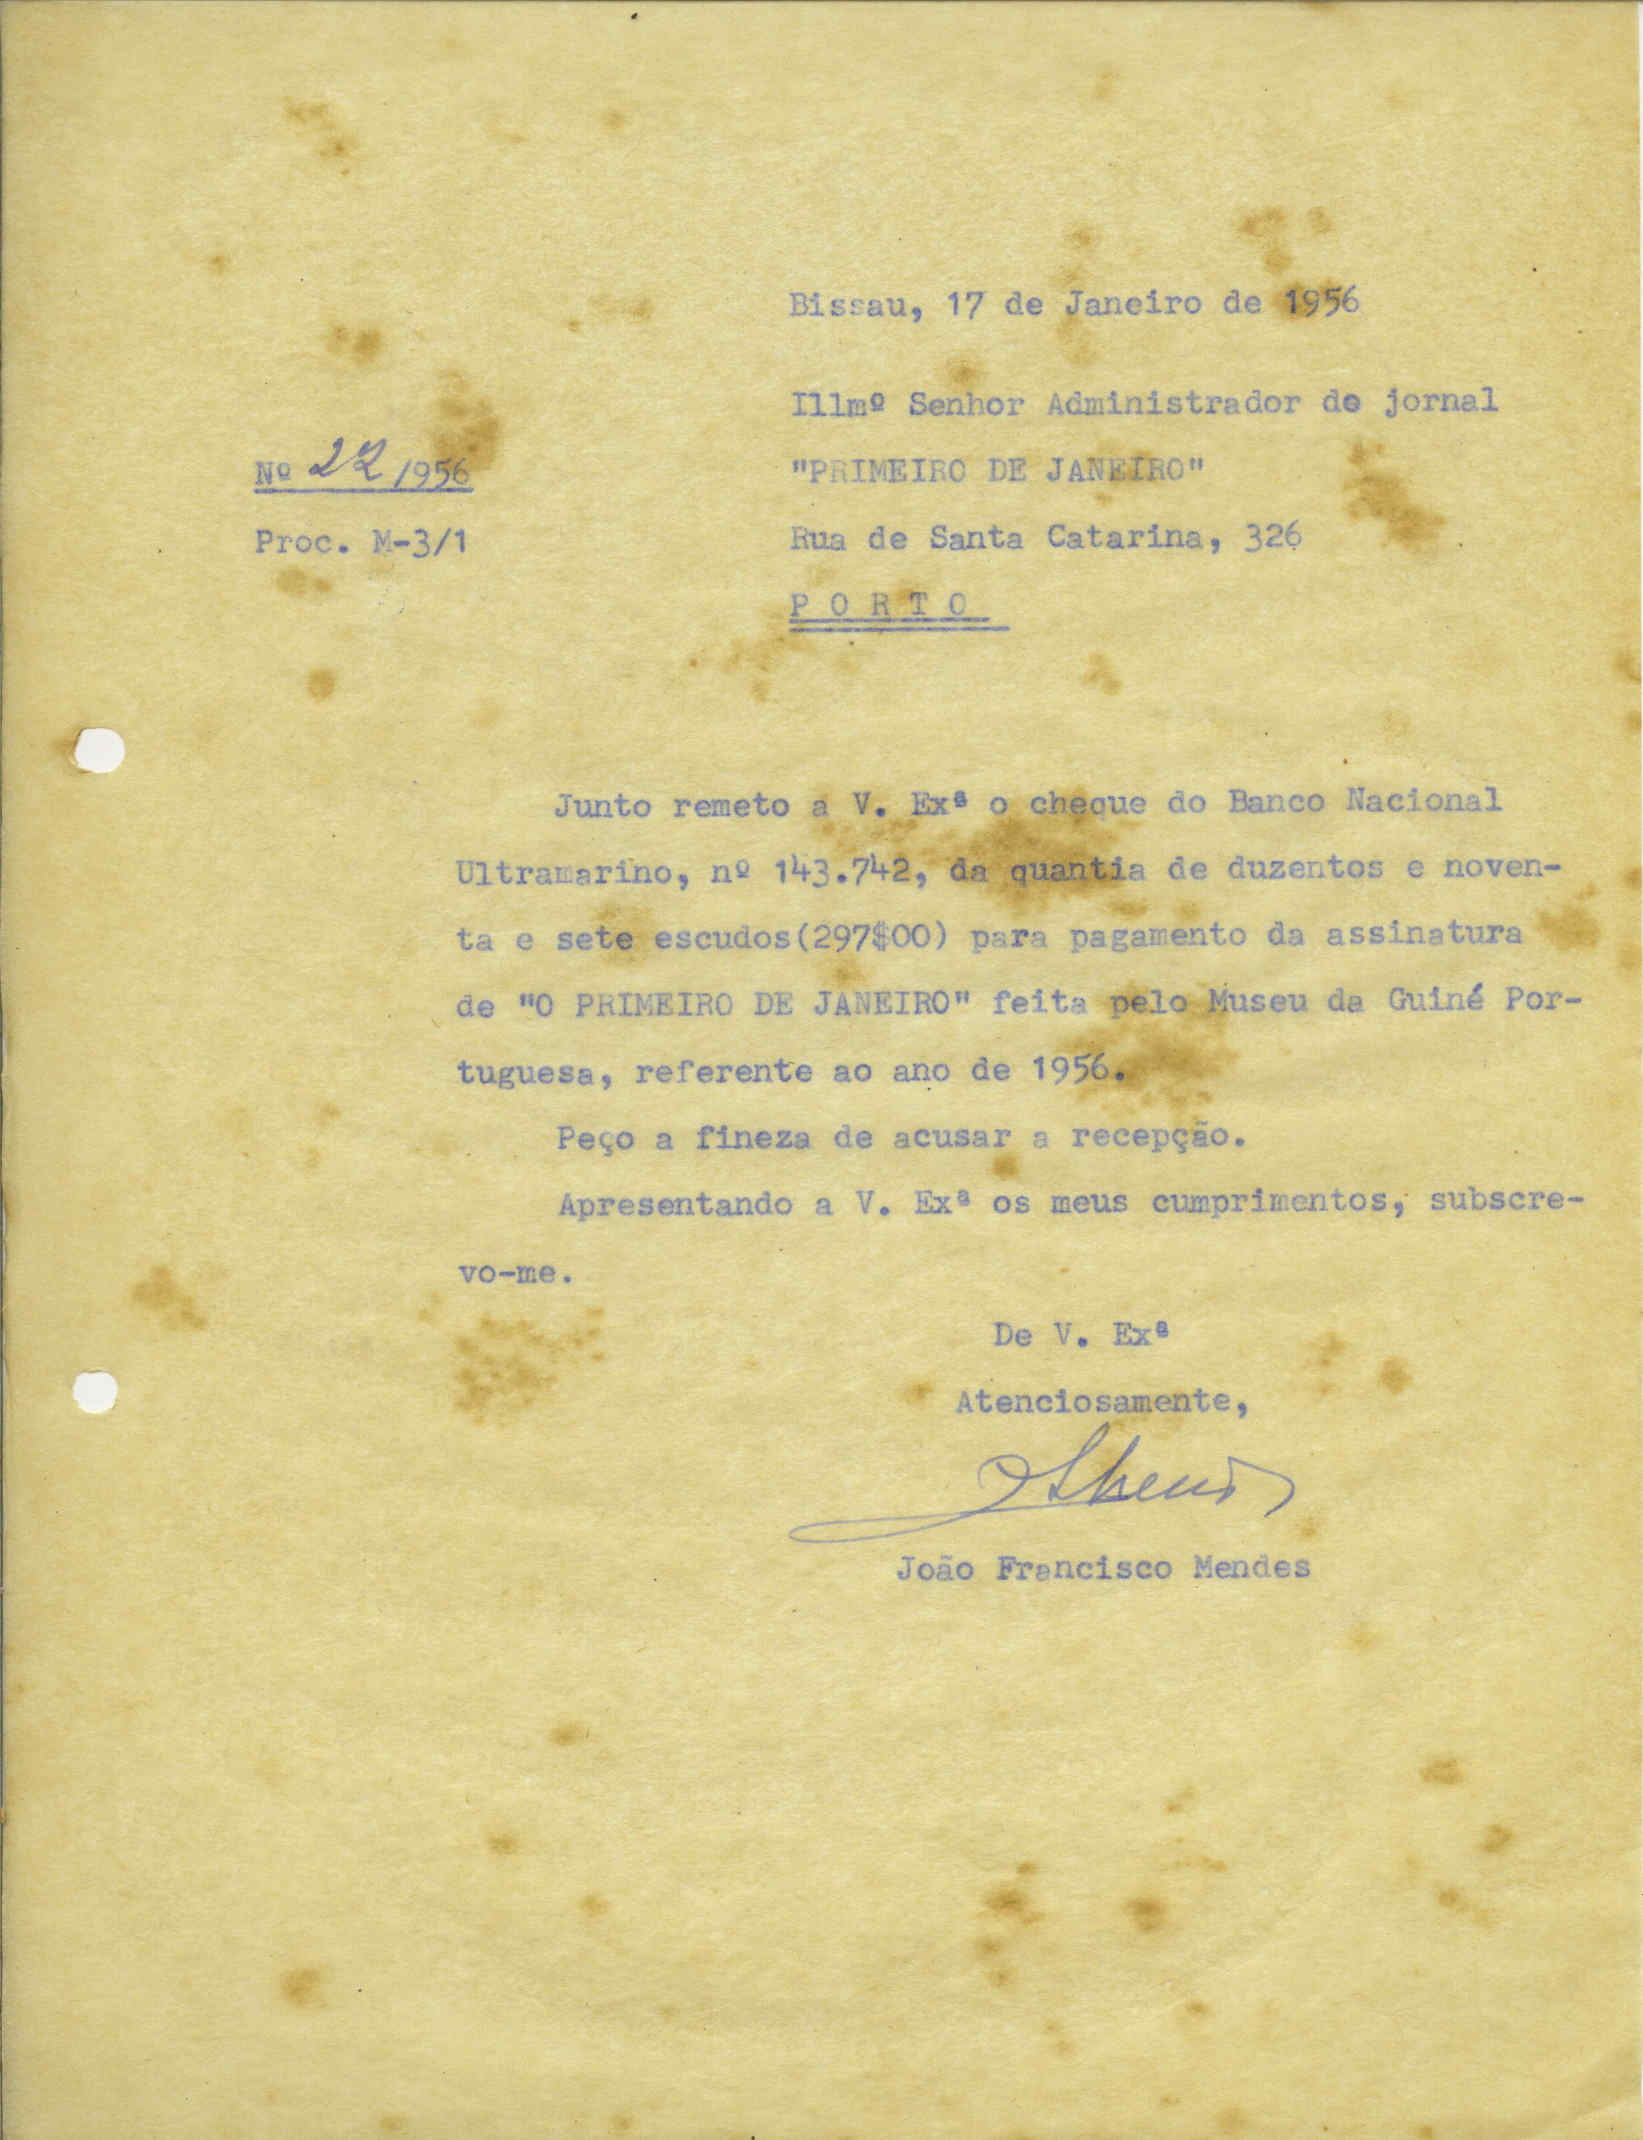 Bissau, 17 de Janeiro de 1956
Illmº Senhor Administrador do jornal
Nº 22/1956
"PRIMEIRO DE JANEIRO"
Proc. M-3/1
Rua de Santa Catarina, 326
P O R T O
Junto remeto a V. Exª o cheque do Banco Nacional
Ultramarino, nº 143.742, da quantia de duzentos e noven-
ta e sete escudos(297$00) para pagamento da assinatura
de "O PRIMEIRO DE JANEIRO" feita pelo Museu da Guiné Por-
tuguesa, referente ao ano de 1956.
Peço a fineza de acusar a recepção.
Apresentando a V. Exª os meus cumprimentos, subscre-
vo-me.
De V. Exª
Atenciosamente,
João Francisco Mendes